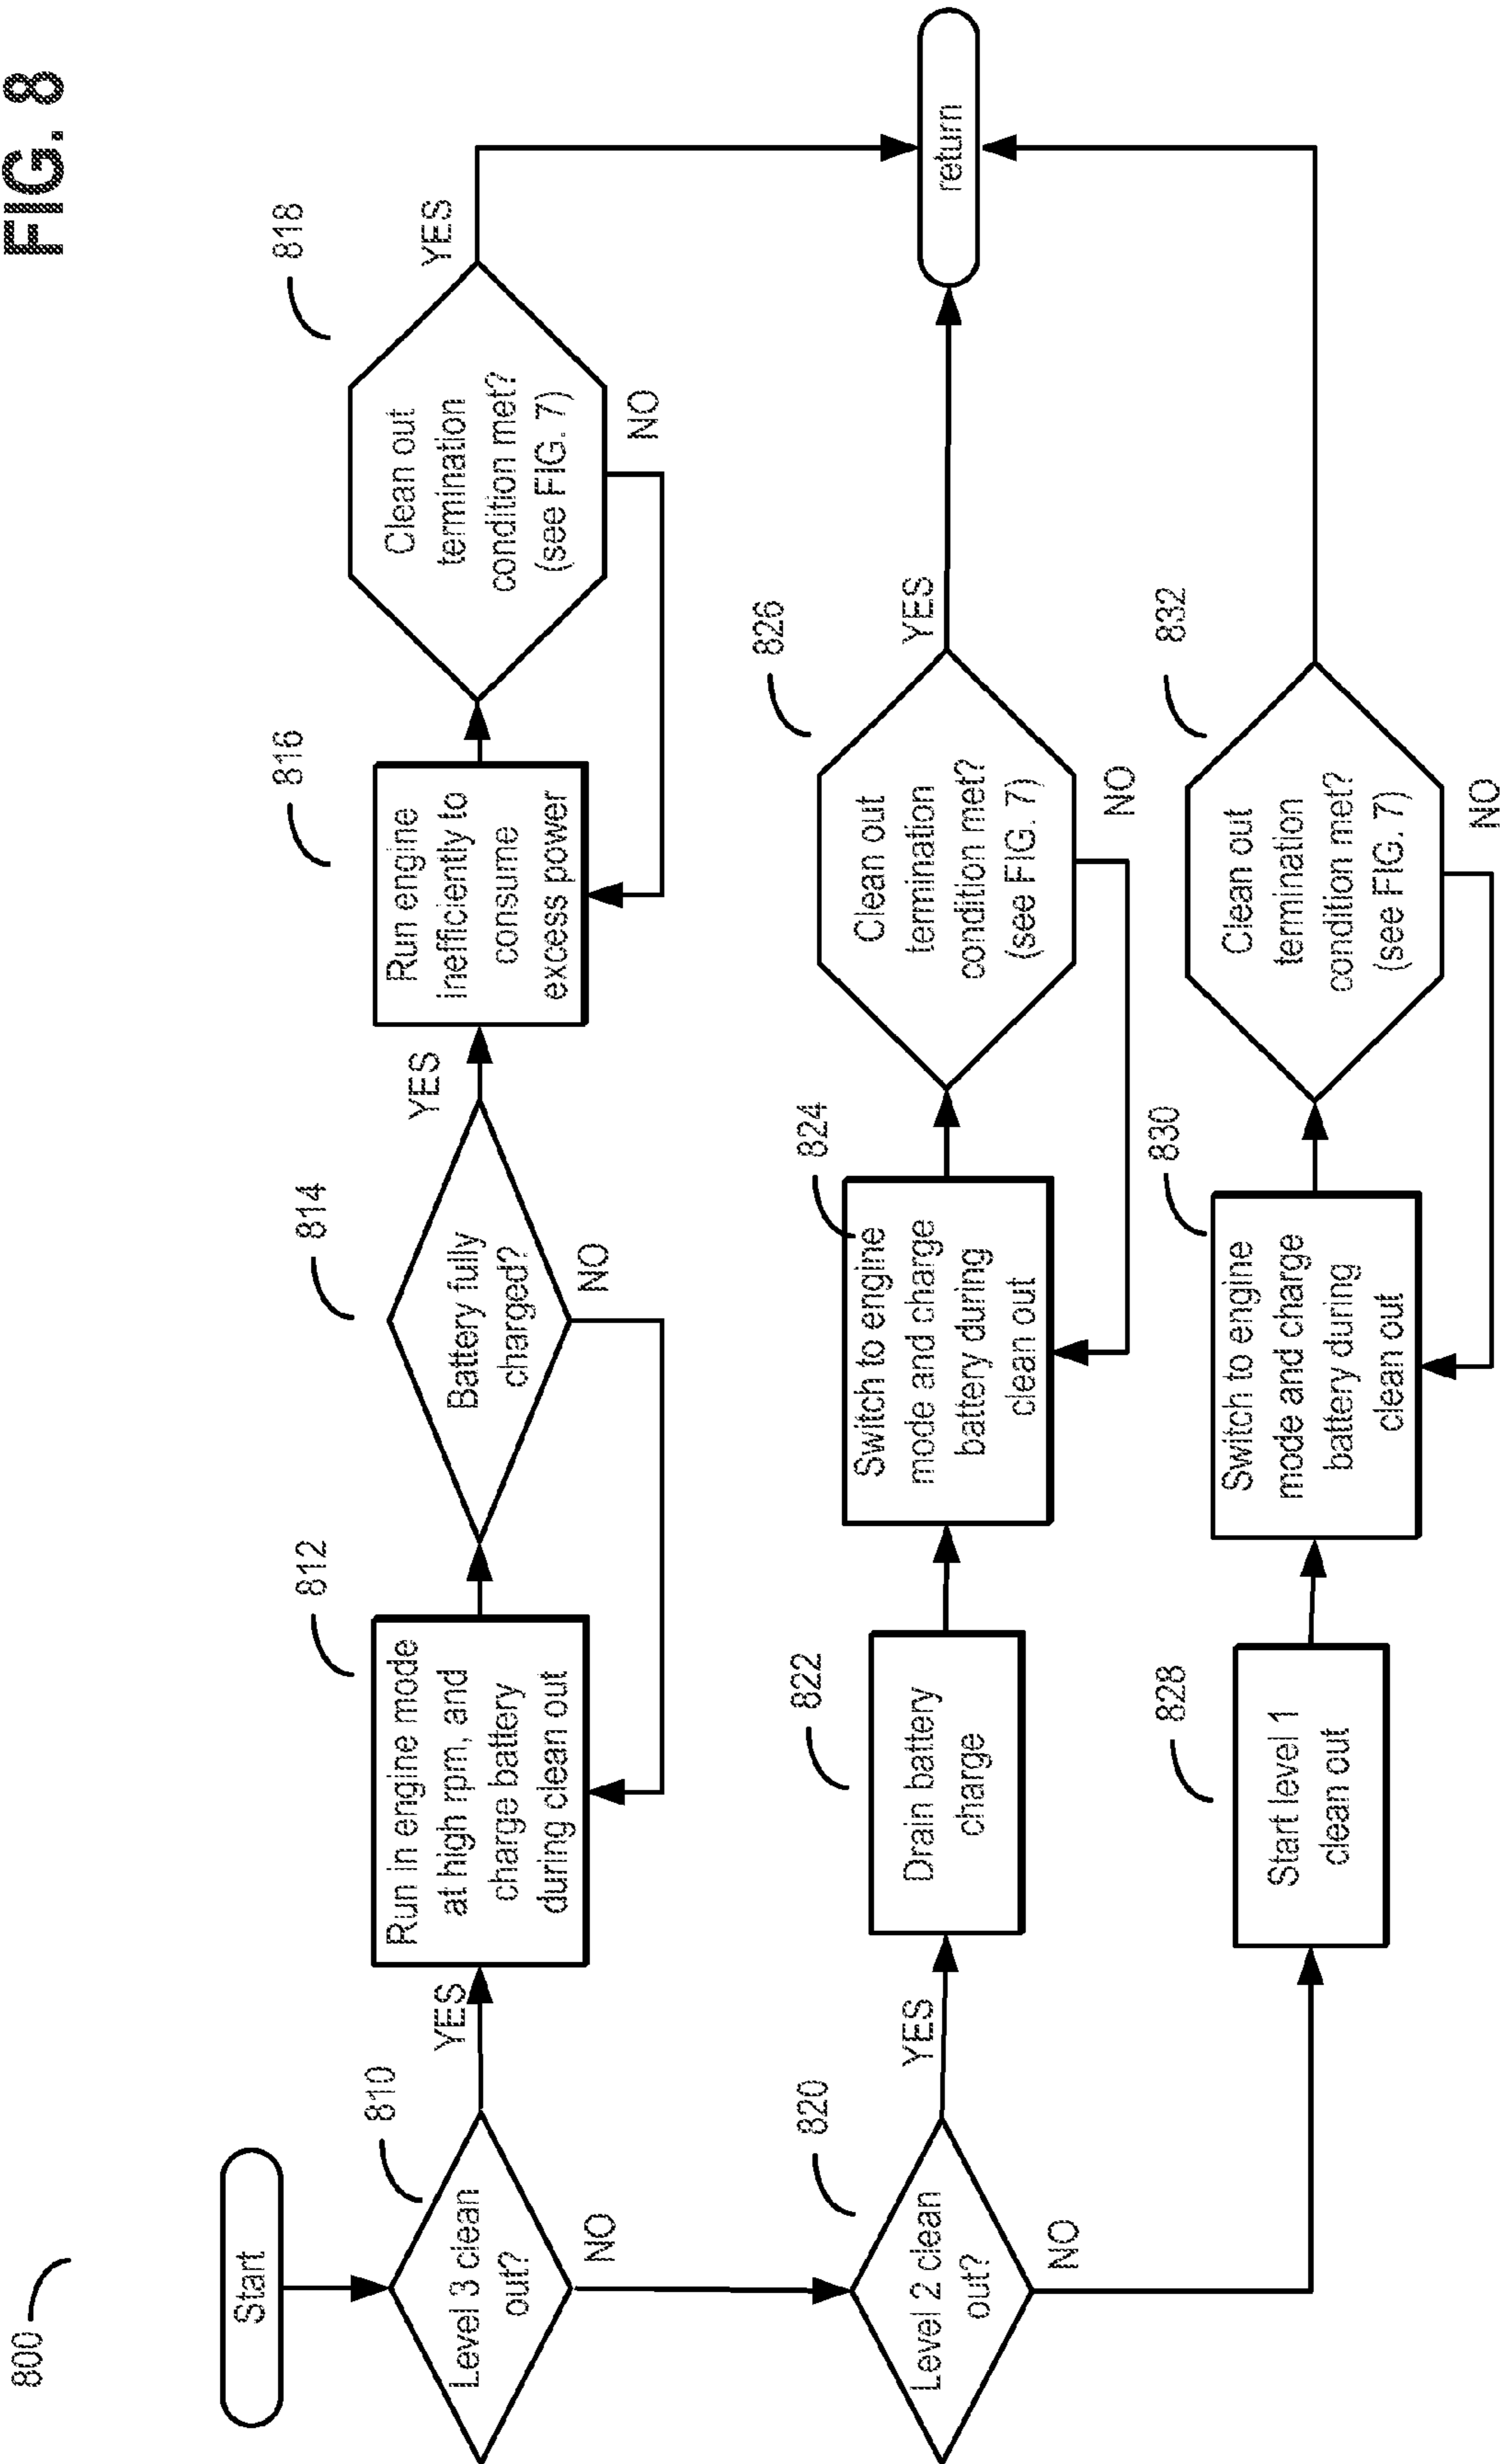 FIG. 8
800
Start
810
Level 3 clean
out?
YES
NO
812
Run in engine mode
at high rpm, and
charge battery
during clean out
814
Battery fully
charged?
YES
NO
816
Run engine
inefficiently to
consume
excess power
818
Clean out
termination
condition met?
(see FIG. 7)
YES
NO
820
Level 2 clean
out?
YES
NO
822
Drain battery
charge
824
Switch to engine
mode and charge
battery during
clean out
826
Clean out
termination
condition met?
(see FIG. 7)
YES
NO
return
828
Start level 1
clean out
830
Switch to engine
mode and charge
battery during
clean out
832
Clean out
termination
condition met?
(see FIG. 7)
NO